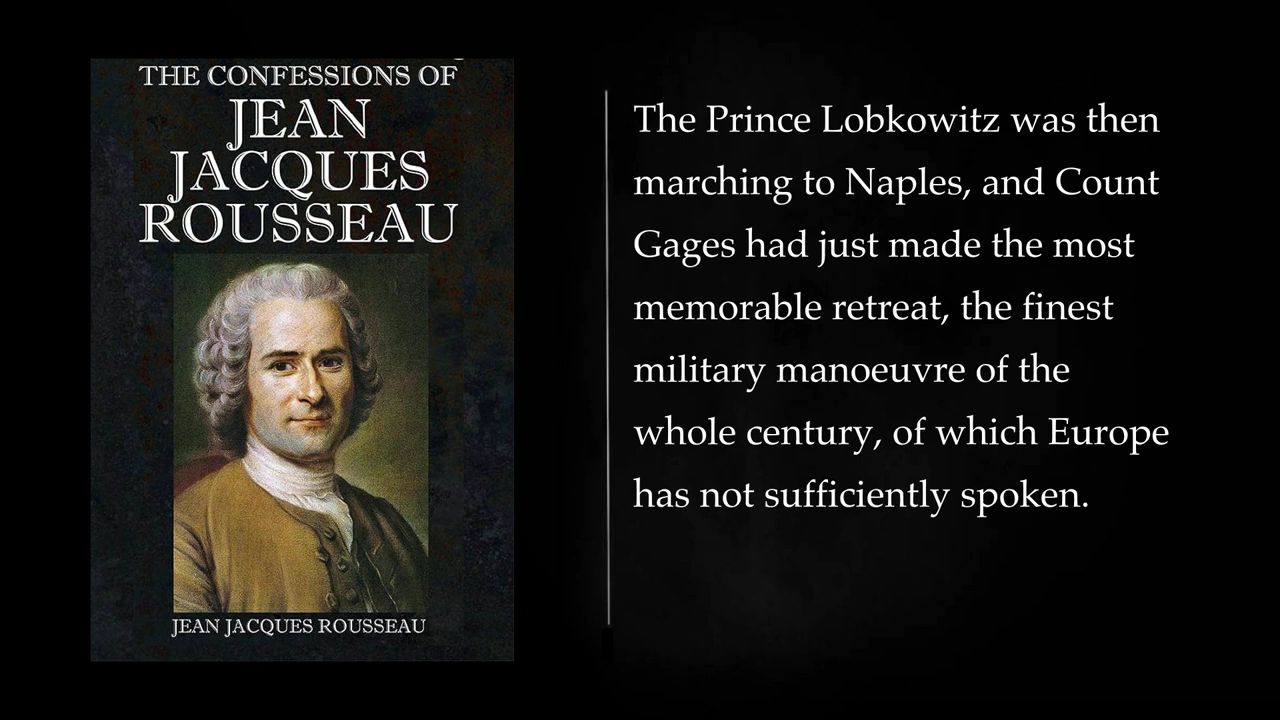 THE CONFESSIONS OF
JEAN
JACQUES
ROUSSEAU
JEAN JACQUES ROUSSEAU
The Prince Lobkowitz was then
marching to Naples, and Count
Gages had just made the most
memorable retreat, the finest
military manoeuvre of the
whole century, of which Europe
has not sufficiently spoken.